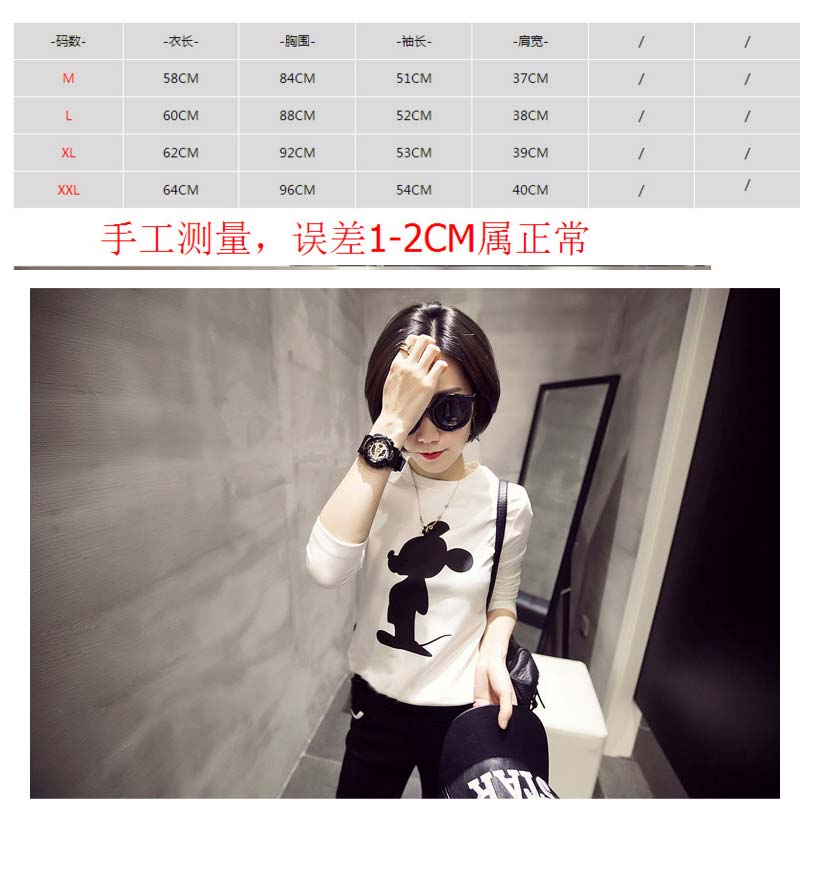 -码数- -衣长- -胸围- -袖长- -肩宽- / /
M 58CM 84CM 51CM 37CM / /
L 60CM 88CM 52CM 38CM / /
XL 62CM 92CM 53CM 39CM / /
XXL 64CM 96CM 54CM 40CM / /
手工测量，误差1-2CM属正常
STAR